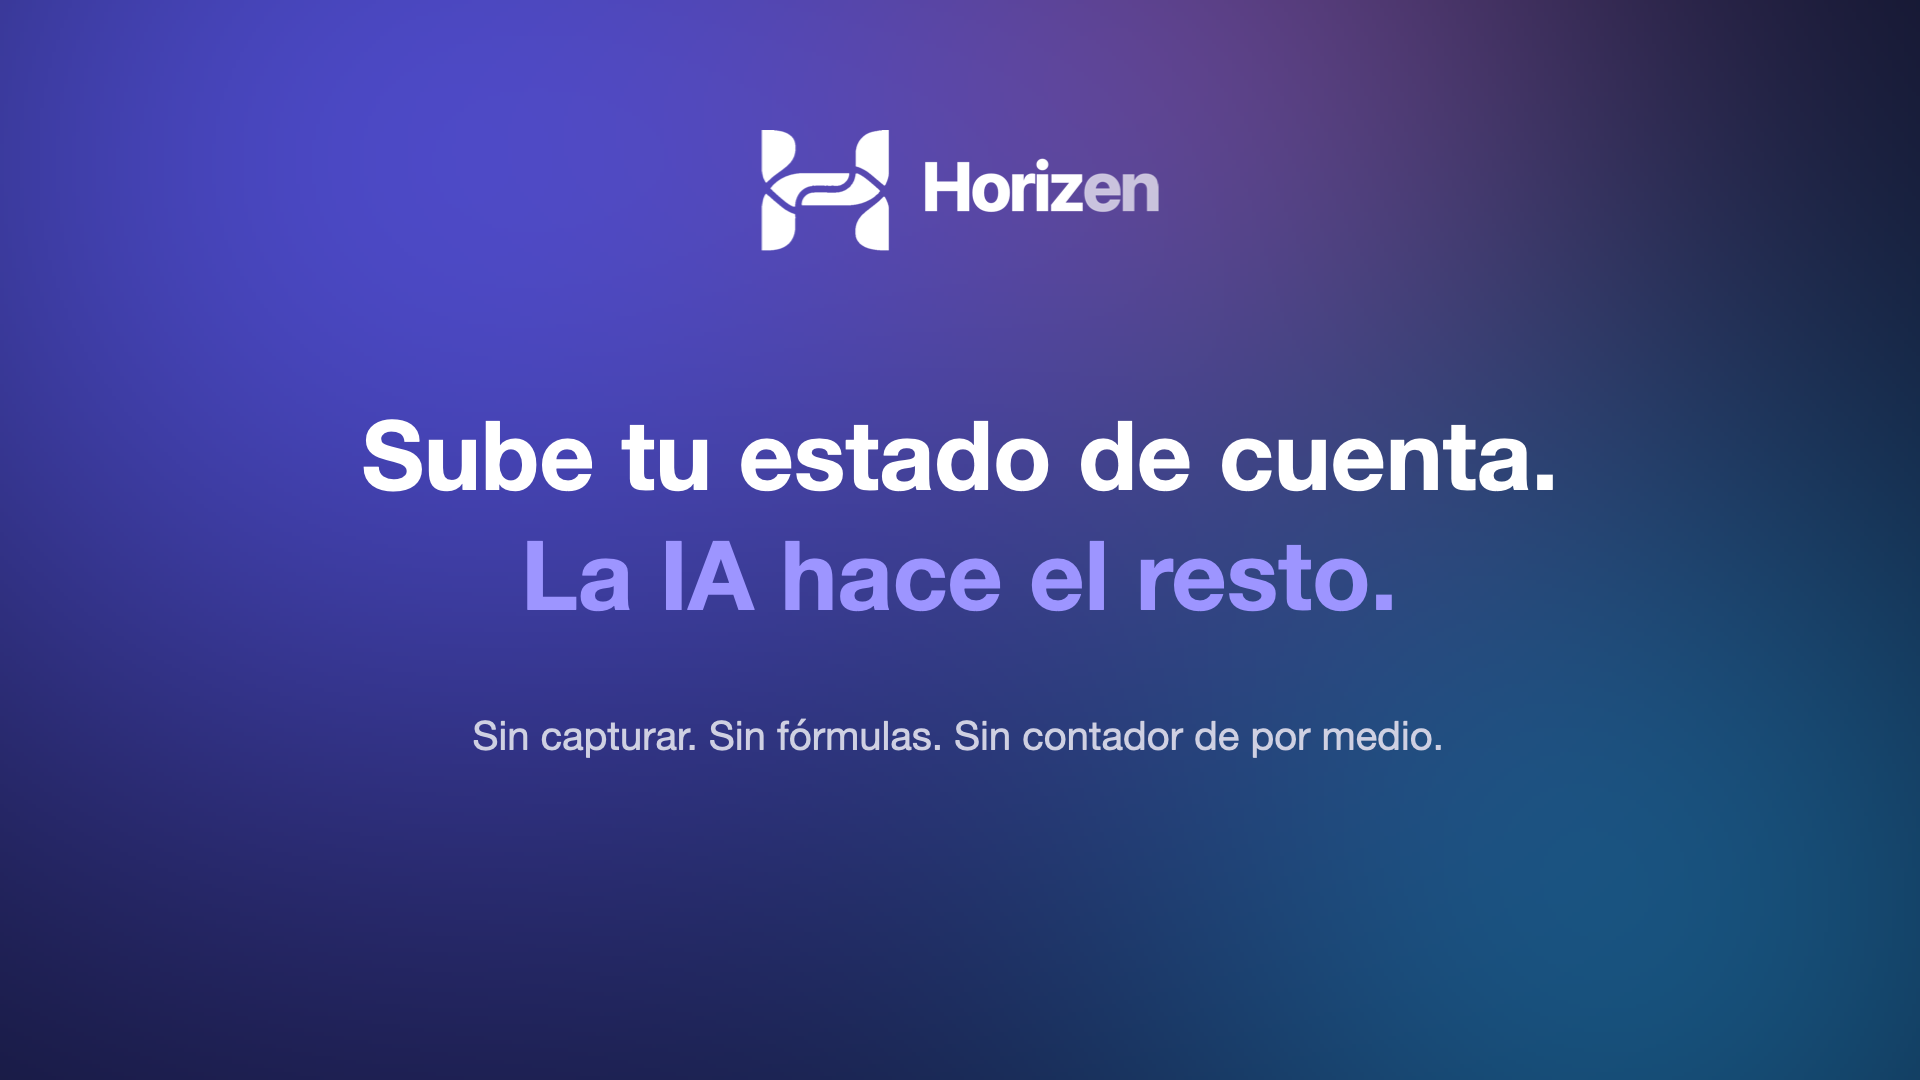 Horizen
Sube tu estado de cuenta.
La IA hace el resto.
Sin capturar. Sin fórmulas. Sin contador de por medio.